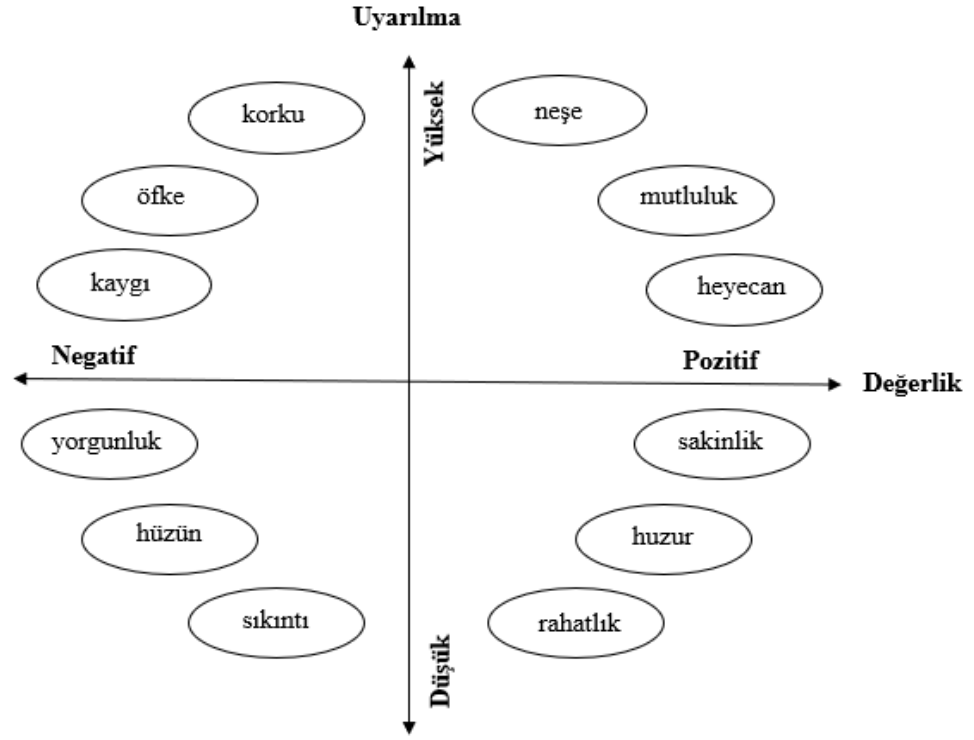 Uyarılma
korku
Yüksek
neşe
öfke
mutluluk
kaygı
heyecan
Negatif
Pozitif
Değerlik
yorgunluk
sakinlik
hüzün
huzur
sıkıntı
rahatlık
Düşük